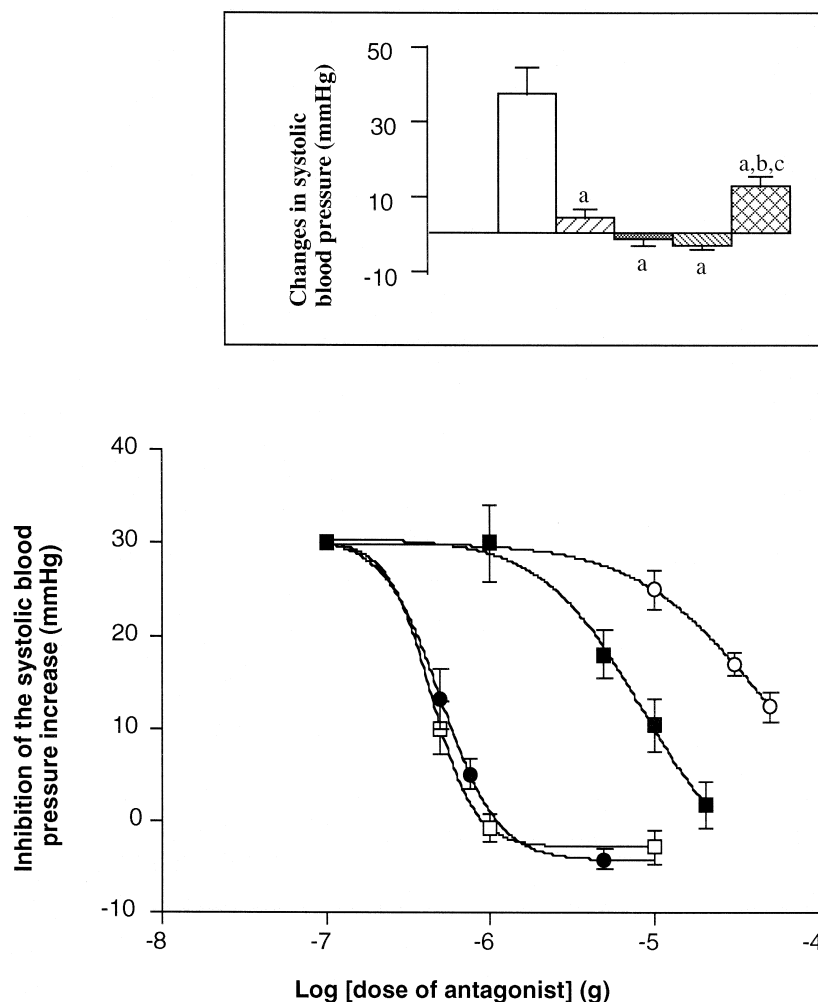 50
30
10
-10
Changes in systolic
blood pressure (mmHg)
a
a
a
a,b,c
40
30
20
10
0
-10
Inhibition of the systolic blood
pressure increase (mmHg)
-8
-7
-6
-5
-4
Log [dose of antagonist] (g)